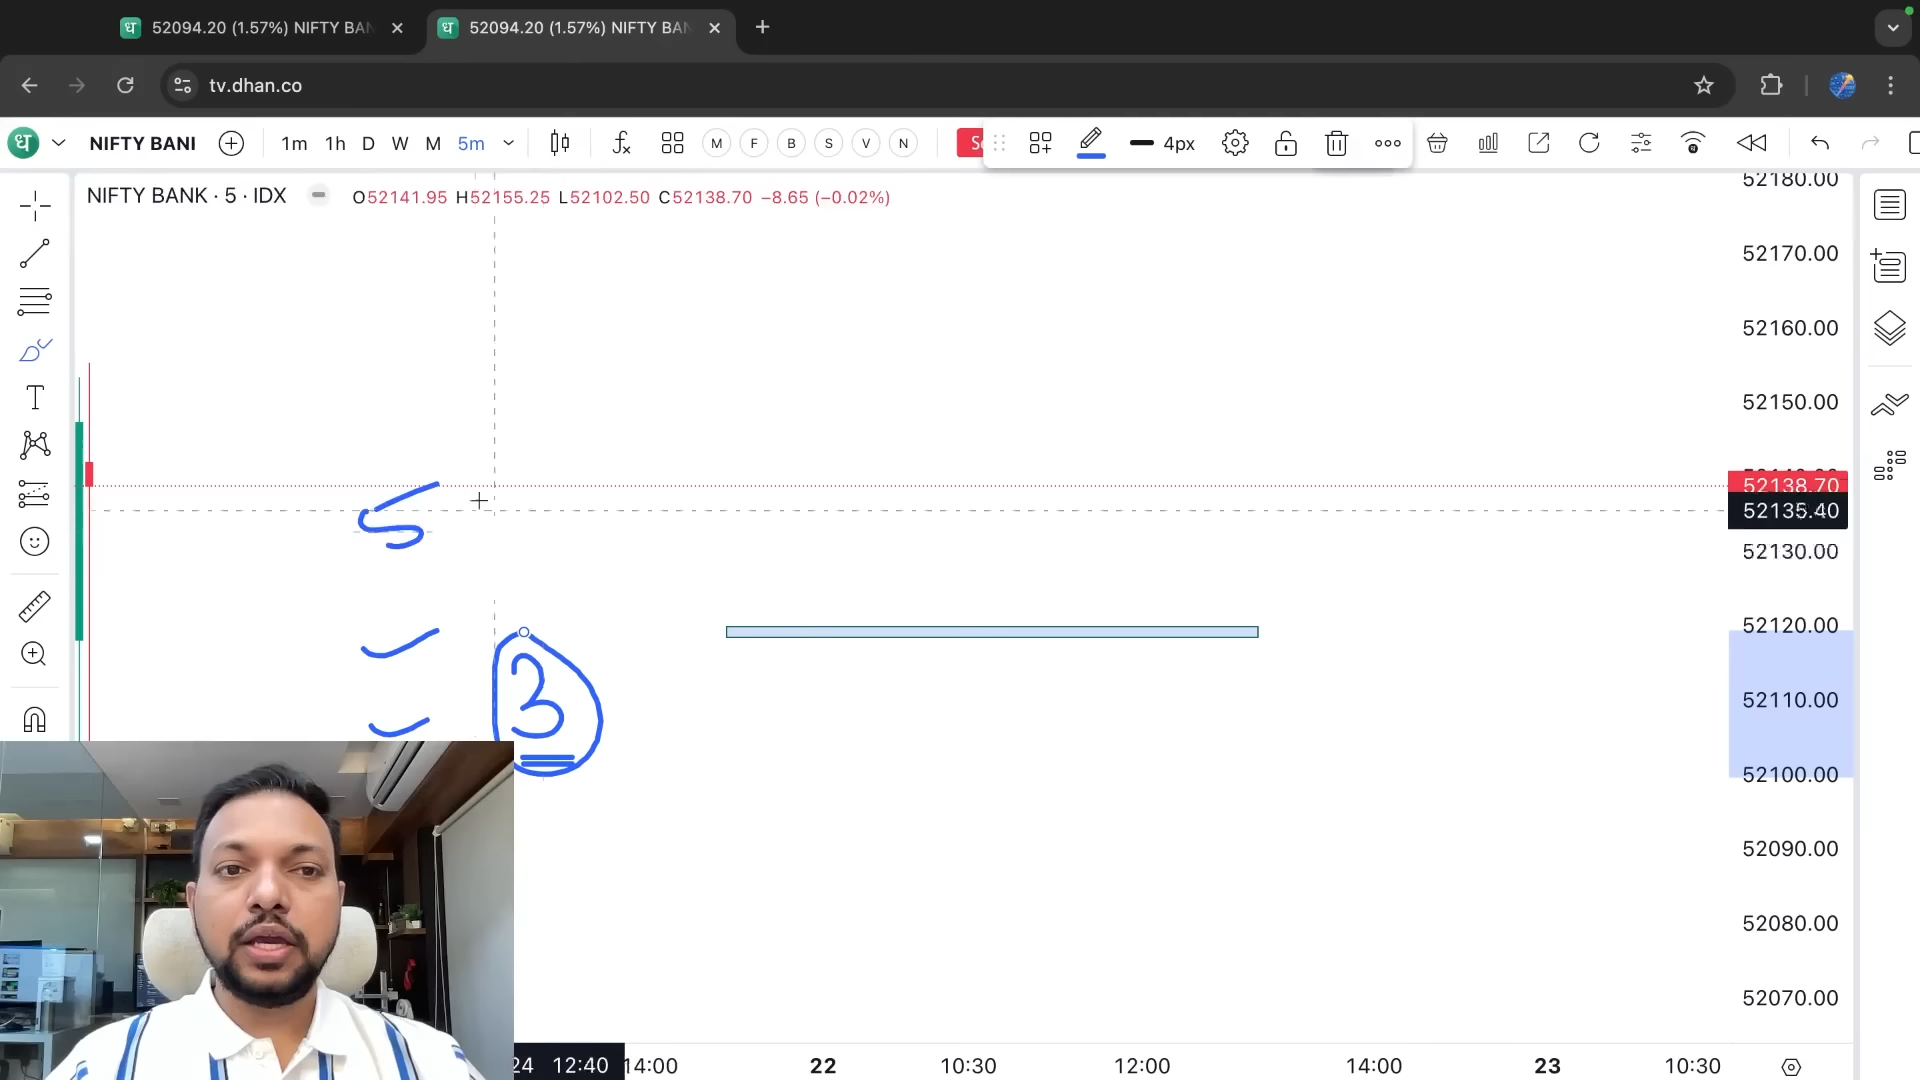 ध 52094.20 (1.57%) NIFTY BAN
ध 52094.20 (1.57%) NIFTY BAN
tv.dhan.co
ध NIFTY BANI 1m 1h D W M 5m M F B S V N 4px
NIFTY BANK · 5 · IDX O52141.95 H52155.25 L52102.50 C52138.70 −8.65 (−0.02%)
52180.00
52170.00
52160.00
52150.00
52138.70
52135.40
52130.00
52120.00
52110.00
52100.00
52090.00
52080.00
52070.00
5
3
24 12:40 14:00 22 10:30 12:00 14:00 23 10:30